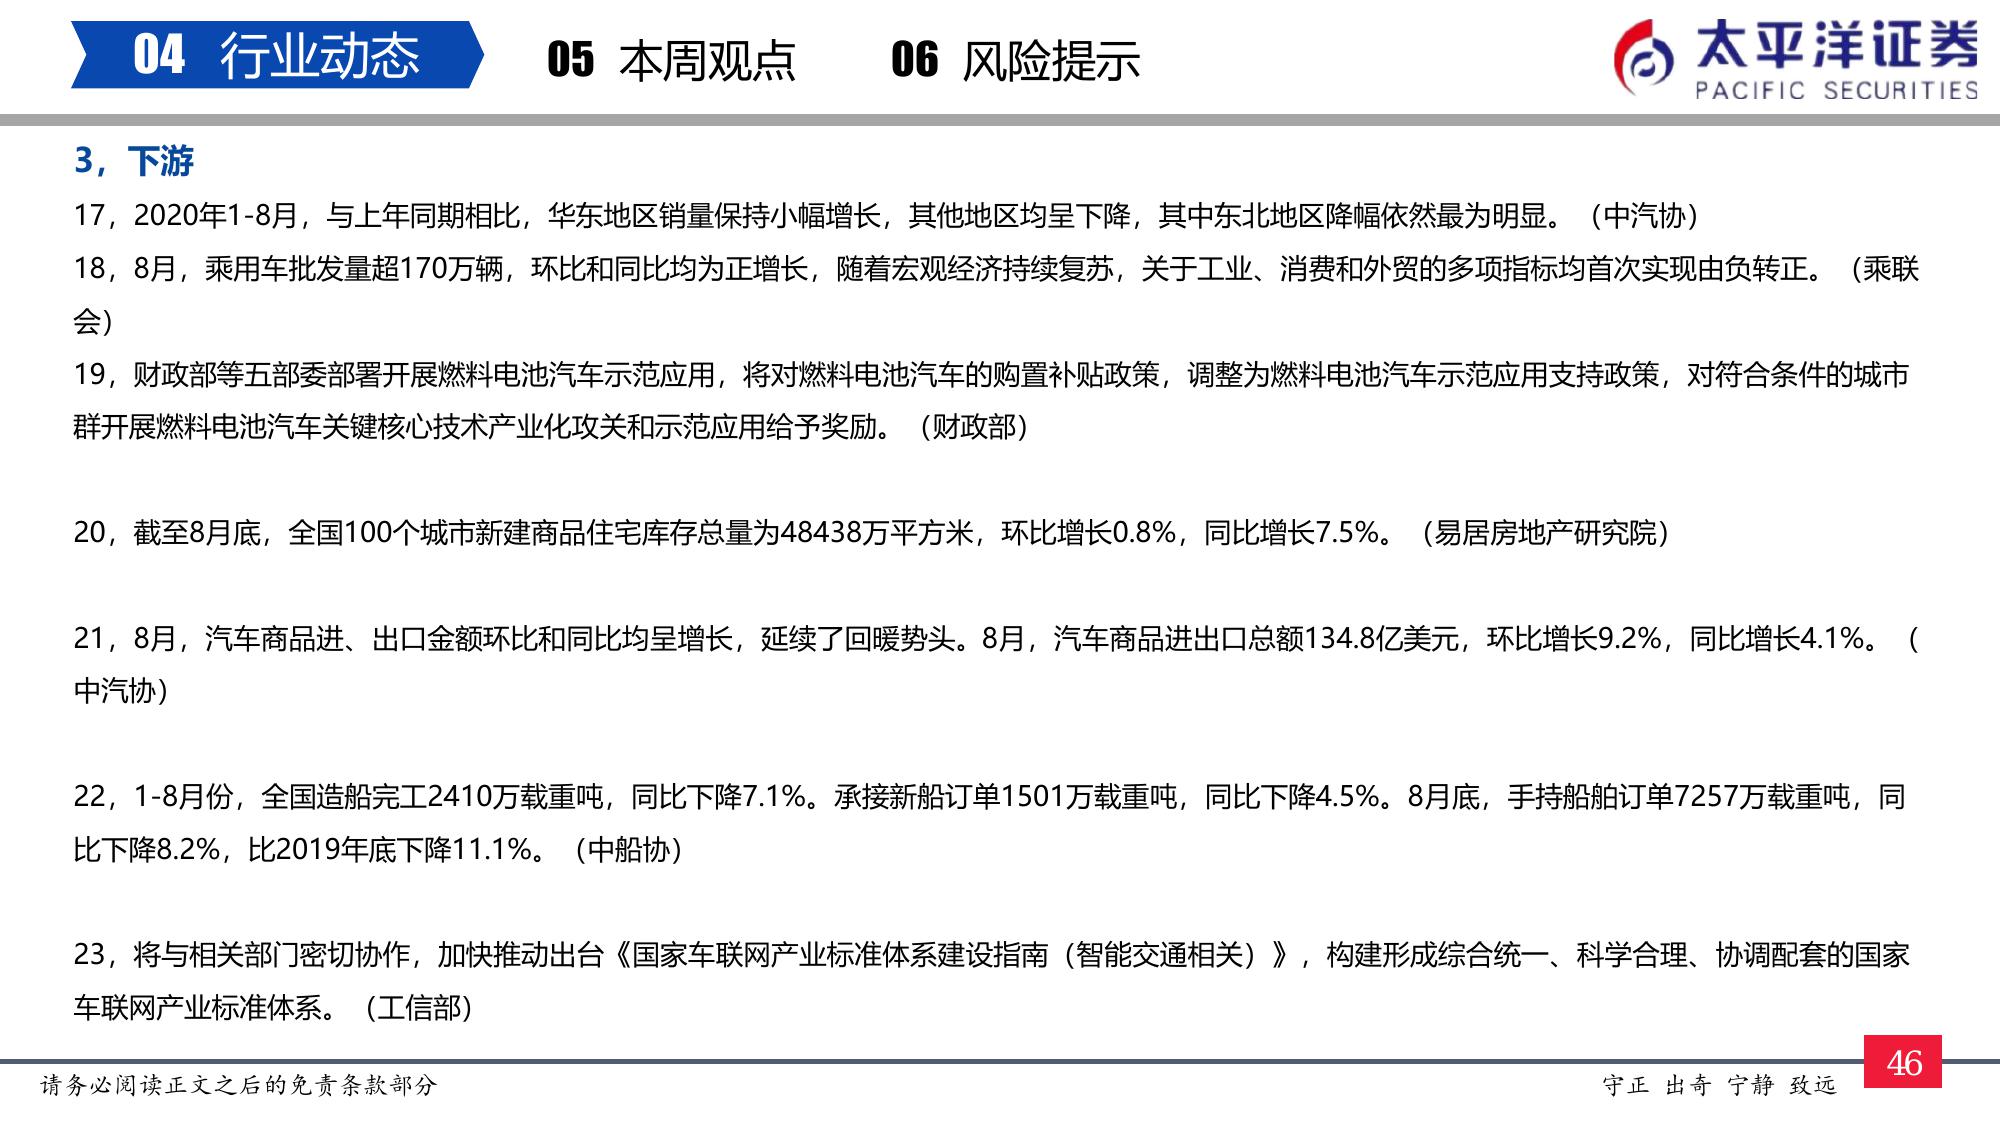 04 行业动态 05 本周观点 06 风险提示
太平洋证券
PACIFIC SECURITIES
3，下游
17，2020年1-8月，与上年同期相比，华东地区销量保持小幅增长，其他地区均呈下降，其中东北地区降幅依然最为明显。（中汽协）
18，8月，乘用车批发量超170万辆，环比和同比均为正增长，随着宏观经济持续复苏，关于工业、消费和外贸的多项指标均首次实现由负转正。（乘联
会）
19，财政部等五部委部署开展燃料电池汽车示范应用，将对燃料电池汽车的购置补贴政策，调整为燃料电池汽车示范应用支持政策，对符合条件的城市
群开展燃料电池汽车关键核心技术产业化攻关和示范应用给予奖励。（财政部）
20，截至8月底，全国100个城市新建商品住宅库存总量为48438万平方米，环比增长0.8%，同比增长7.5%。（易居房地产研究院）
21，8月，汽车商品进、出口金额环比和同比均呈增长，延续了回暖势头。8月，汽车商品进出口总额134.8亿美元，环比增长9.2%，同比增长4.1%。（
中汽协）
22，1-8月份，全国造船完工2410万载重吨，同比下降7.1%。承接新船订单1501万载重吨，同比下降4.5%。8月底，手持船舶订单7257万载重吨，同
比下降8.2%，比2019年底下降11.1%。（中船协）
23，将与相关部门密切协作，加快推动出台《国家车联网产业标准体系建设指南（智能交通相关）》，构建形成综合统一、科学合理、协调配套的国家
车联网产业标准体系。（工信部）
46
请务必阅读正文之后的免责条款部分
守正 出奇 宁静 致远